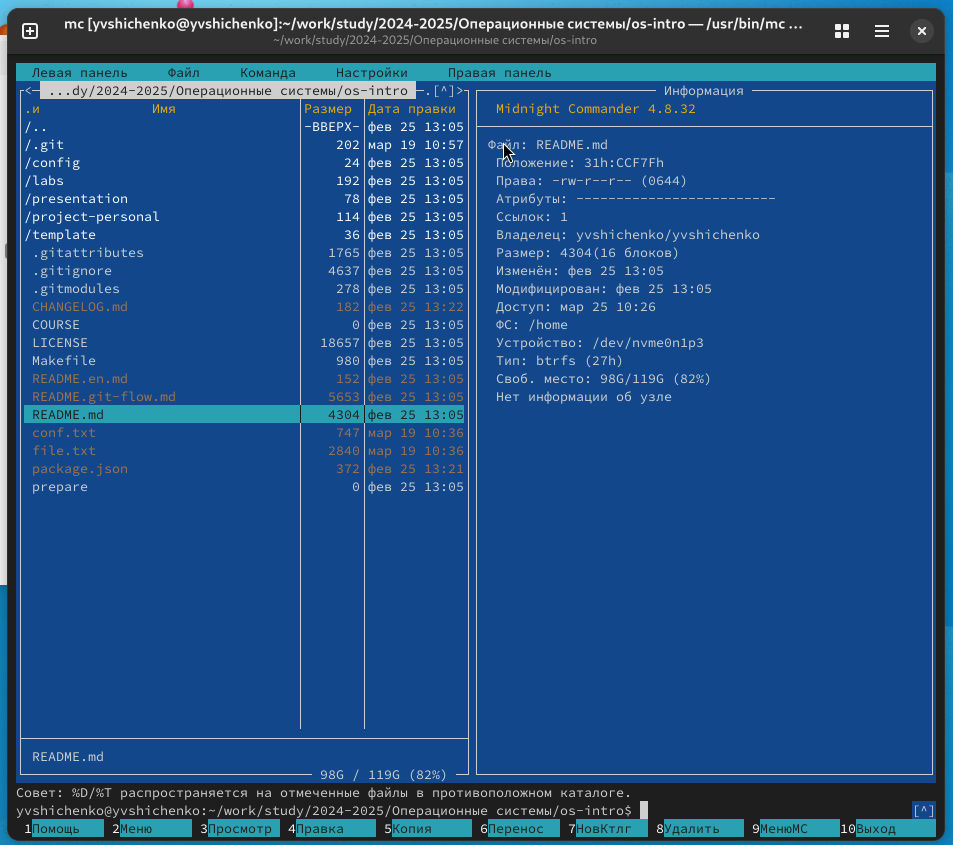 mc [yvshichenko@yvshichenko]:~/work/study/2024-2025/Операционные системы/os-intro — /usr/bin/mc ...
~/work/study/2024-2025/Операционные системы/os-intro
Левая панель Файл Команда Настройки Правая панель
<— ...dy/2024-2025/Операционные системы/os-intro —.[^]>
.и Имя Размер Дата правки
/.. -ВВЕРХ- фев 25 13:05
/.git 202 мар 19 10:57
/config 24 фев 25 13:05
/labs 192 фев 25 13:05
/presentation 78 фев 25 13:05
/project-personal 114 фев 25 13:05
/template 36 фев 25 13:05
.gitattributes 1765 фев 25 13:05
.gitignore 4637 фев 25 13:05
.gitmodules 278 фев 25 13:05
CHANGELOG.md 182 фев 25 13:22
COURSE 0 фев 25 13:05
LICENSE 18657 фев 25 13:05
Makefile 980 фев 25 13:05
README.en.md 152 фев 25 13:05
README.git-flow.md 5653 фев 25 13:05
README.md 4304 фев 25 13:05
conf.txt 747 мар 19 10:36
file.txt 2840 мар 19 10:36
package.json 372 фев 25 13:21
prepare 0 фев 25 13:05
README.md
98G / 119G (82%)
Информация
Midnight Commander 4.8.32
Файл: README.md
Положение: 31h:CCF7Fh
Права: -rw-r--r-- (0644)
Атрибуты: -------------------------
Ссылок: 1
Владелец: yvshichenko/yvshichenko
Размер: 4304(16 блоков)
Изменён: фев 25 13:05
Модифицирован: фев 25 13:05
Доступ: мар 25 10:26
ФС: /home
Устройство: /dev/nvme0n1p3
Тип: btrfs (27h)
Своб. место: 98G/119G (82%)
Нет информации об узле
Совет: %D/%T распространяется на отмеченные файлы в противоположном каталоге.
yvshichenko@yvshichenko:~/work/study/2024-2025/Операционные системы/os-intro$ [^]
1Помощь 2Меню 3Просмотр 4Правка 5Копия 6Перенос 7НовКтлг 8Удалить 9МенюМС 10Выход